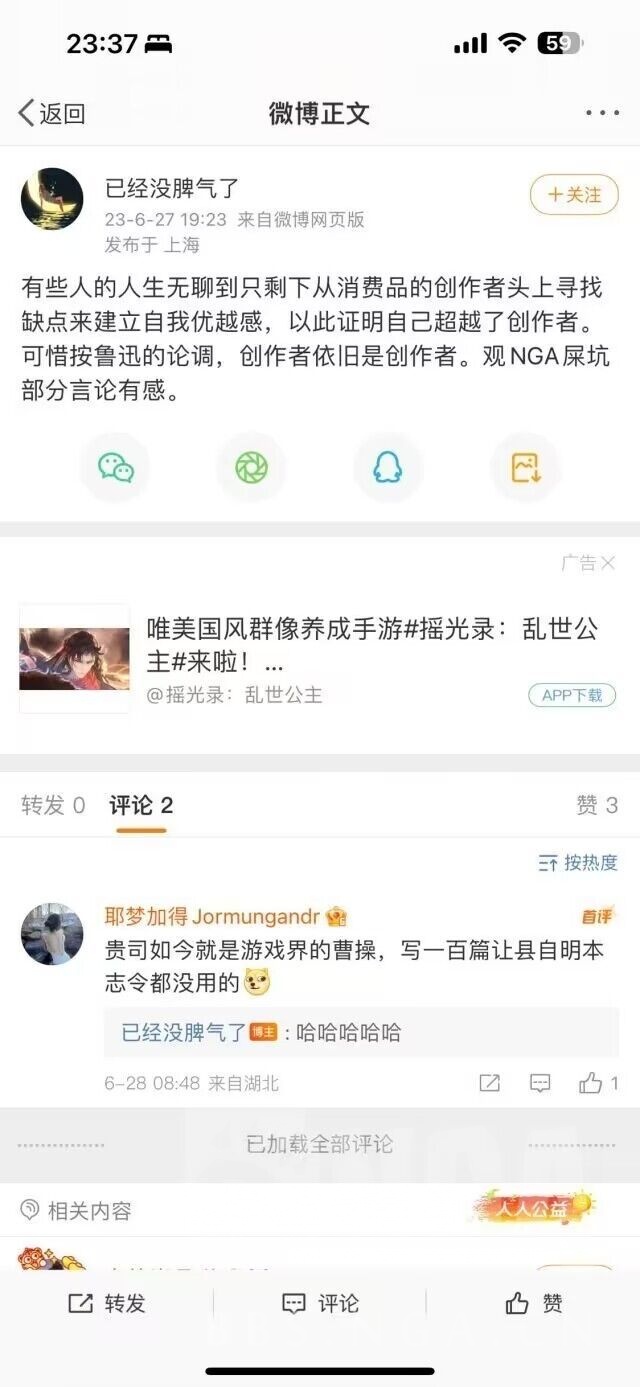 23:37
59
返回
微博正文
已经没脾气了
+关注
23-6-27 19:23 来自微博网页版
发布于 上海
有些人的人生无聊到只剩下从消费品的创作者头上寻找
缺点来建立自我优越感，以此证明自己超越了创作者。
可惜按鲁迅的论调，创作者依旧是创作者。观NGA屎坑
部分言论有感。
广告
唯美国风群像养成手游#摇光录：乱世公
主#来啦！...
@摇光录：乱世公主
APP下载
转发 0 评论 2
赞 3
按热度
耶梦加得Jormungandr
首评
贵司如今就是游戏界的曹操，写一百篇让县自明本
志令都没用的
已经没脾气了 博主：哈哈哈哈哈
6-28 08:48 来自湖北
1
已加载全部评论
相关内容
人人公益
转发
评论
赞